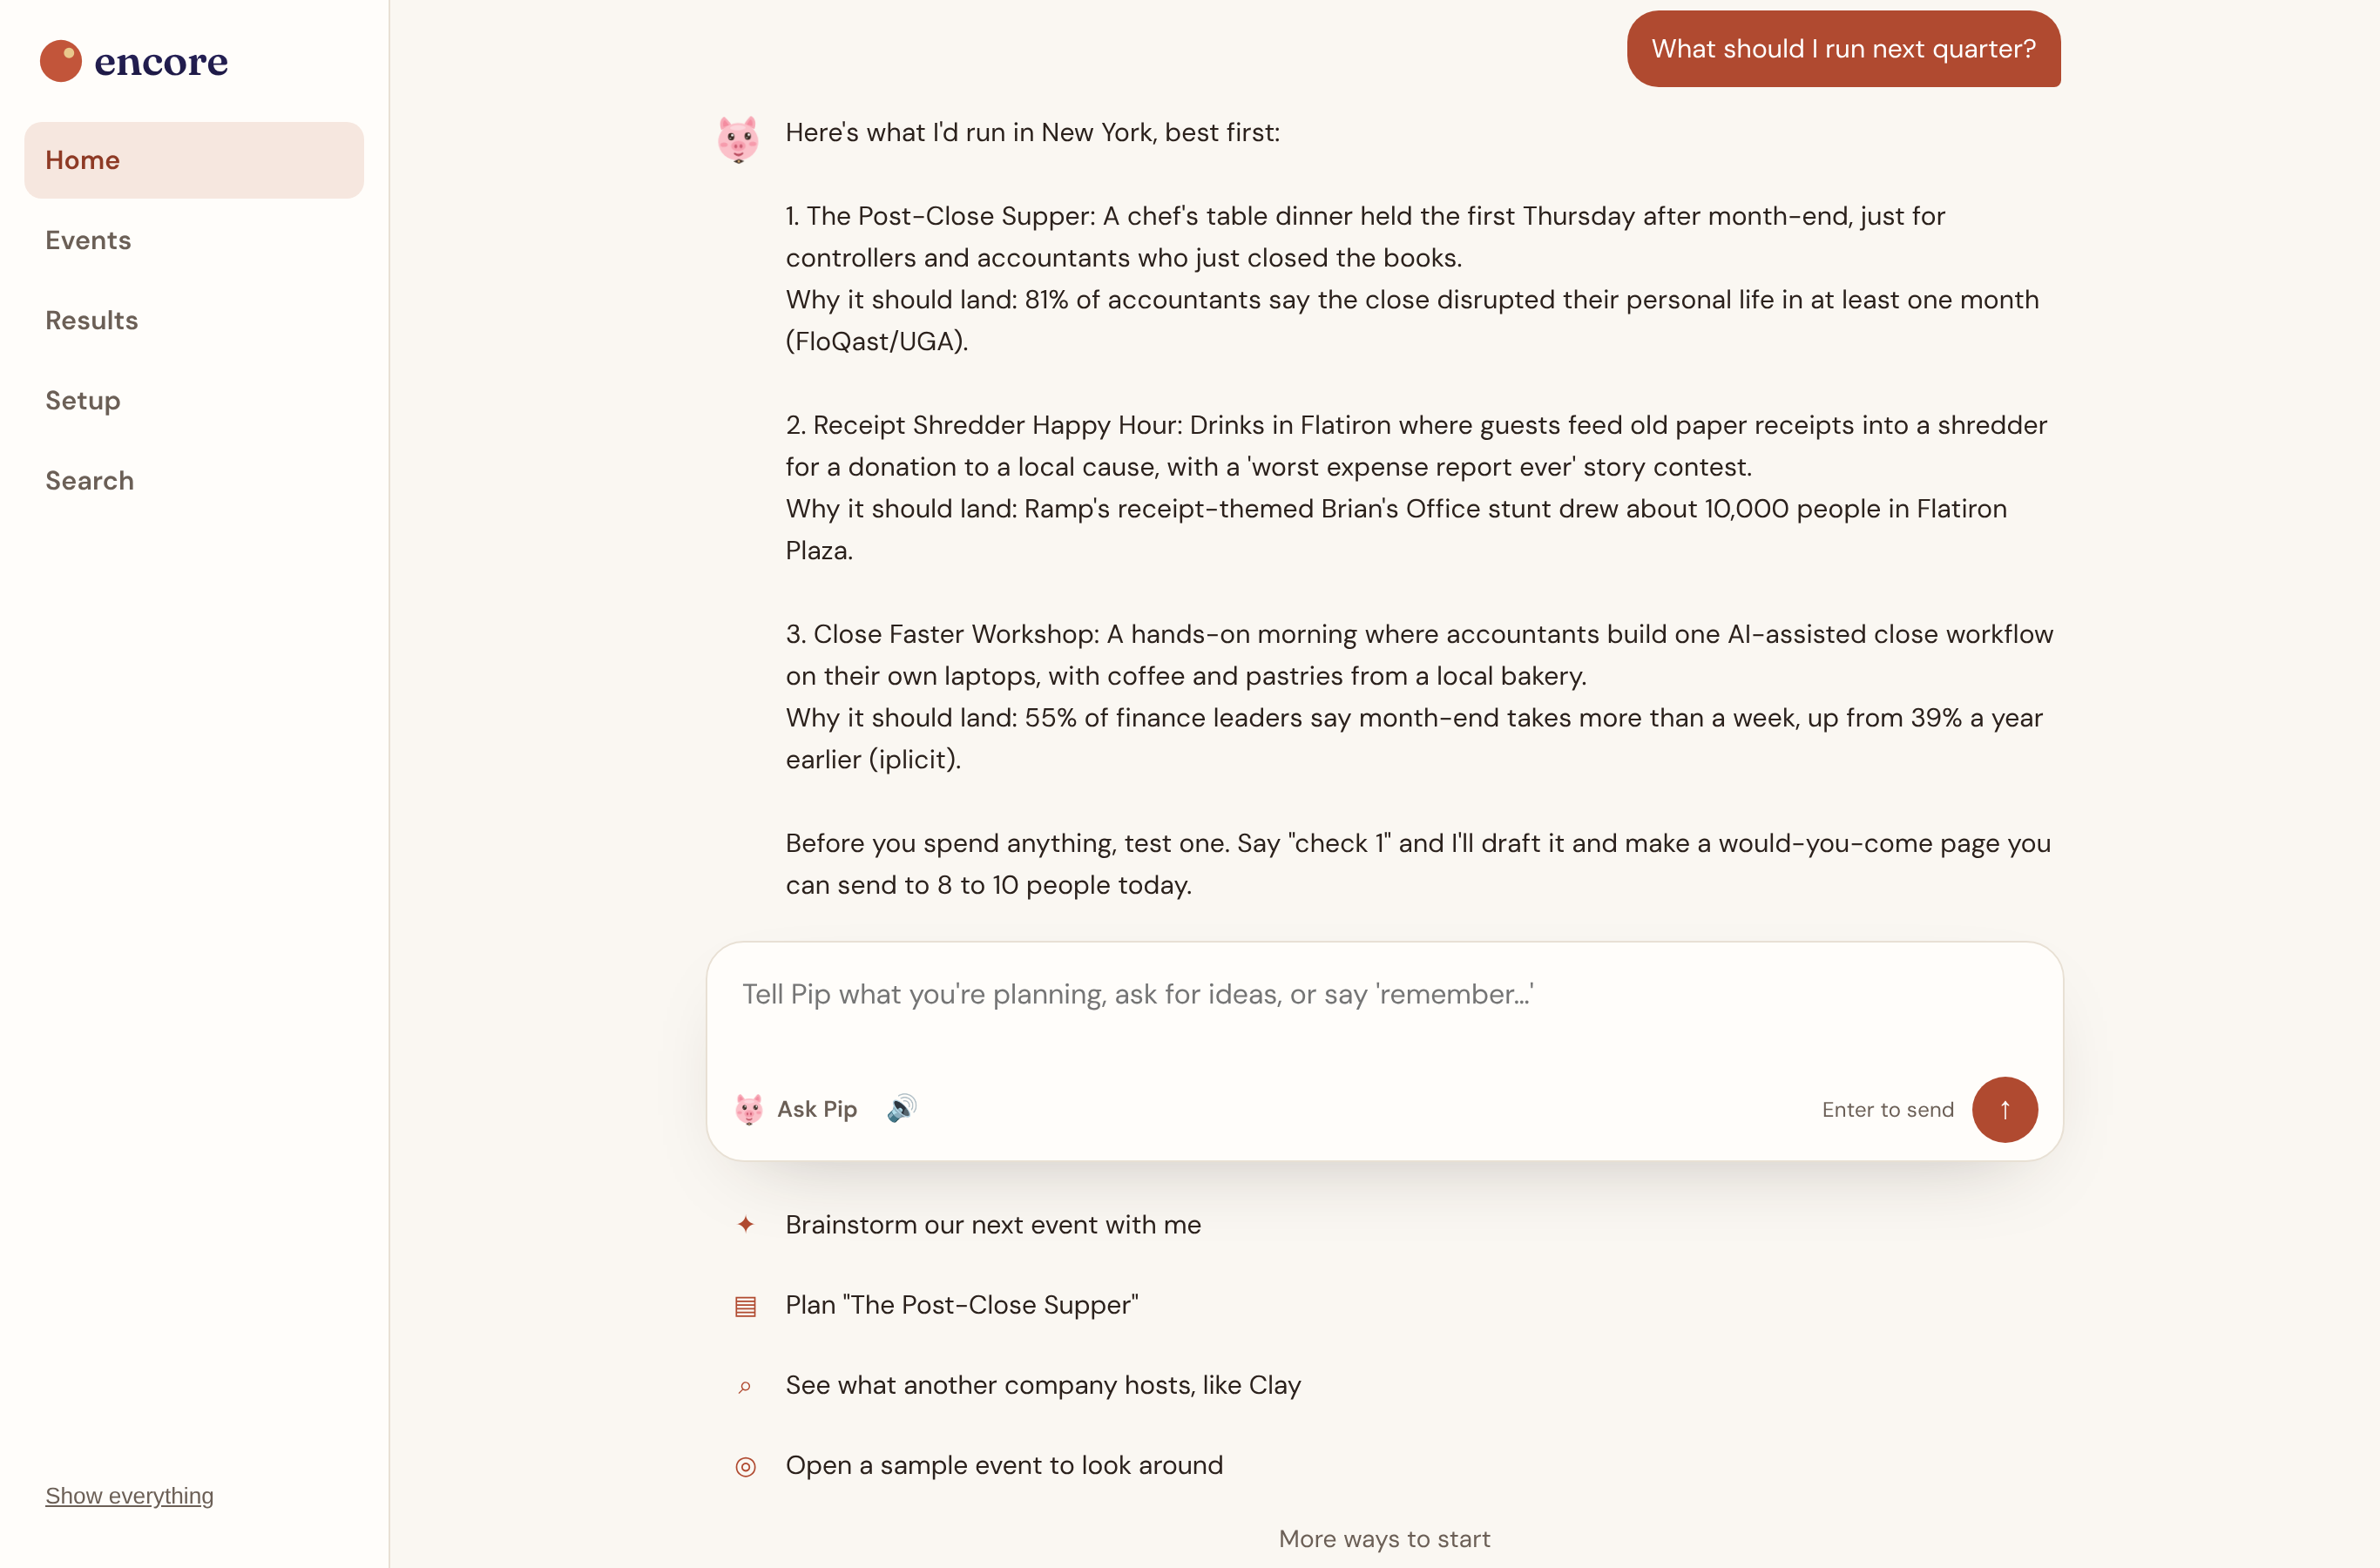 encore
Home
Events
Results
Setup
Search
Show everything
What should I run next quarter?
Here's what I'd run in New York, best first:
1. The Post-Close Supper: A chef's table dinner held the first Thursday after month-end, just for
controllers and accountants who just closed the books.
Why it should land: 81% of accountants say the close disrupted their personal life in at least one month
(FloQast/UGA).
2. Receipt Shredder Happy Hour: Drinks in Flatiron where guests feed old paper receipts into a shredder
for a donation to a local cause, with a 'worst expense report ever' story contest.
Why it should land: Ramp's receipt-themed Brian's Office stunt drew about 10,000 people in Flatiron
Plaza.
3. Close Faster Workshop: A hands-on morning where accountants build one AI-assisted close workflow
on their own laptops, with coffee and pastries from a local bakery.
Why it should land: 55% of finance leaders say month-end takes more than a week, up from 39% a year
earlier (iplicit).
Before you spend anything, test one. Say "check 1" and I'll draft it and make a would-you-come page you
can send to 8 to 10 people today.
Tell Pip what you're planning, ask for ideas, or say 'remember...'
Ask Pip
Enter to send
Brainstorm our next event with me
Plan "The Post-Close Supper"
See what another company hosts, like Clay
Open a sample event to look around
More ways to start